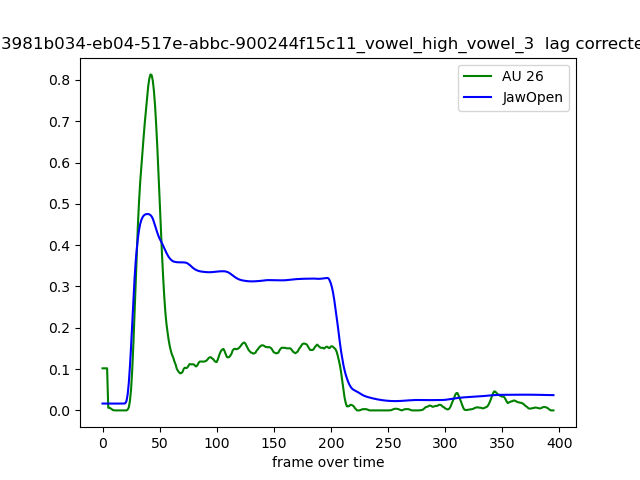 3981b034-eb04-517e-abbc-900244f15c11_vowel_high_vowel_3 lag correcte
AU 26
JawOpen
0.8
0.7
0.6
0.5
0.4
0.3
0.2
0.1
0.0
0 50 100 150 200 250 300 350 400
frame over time